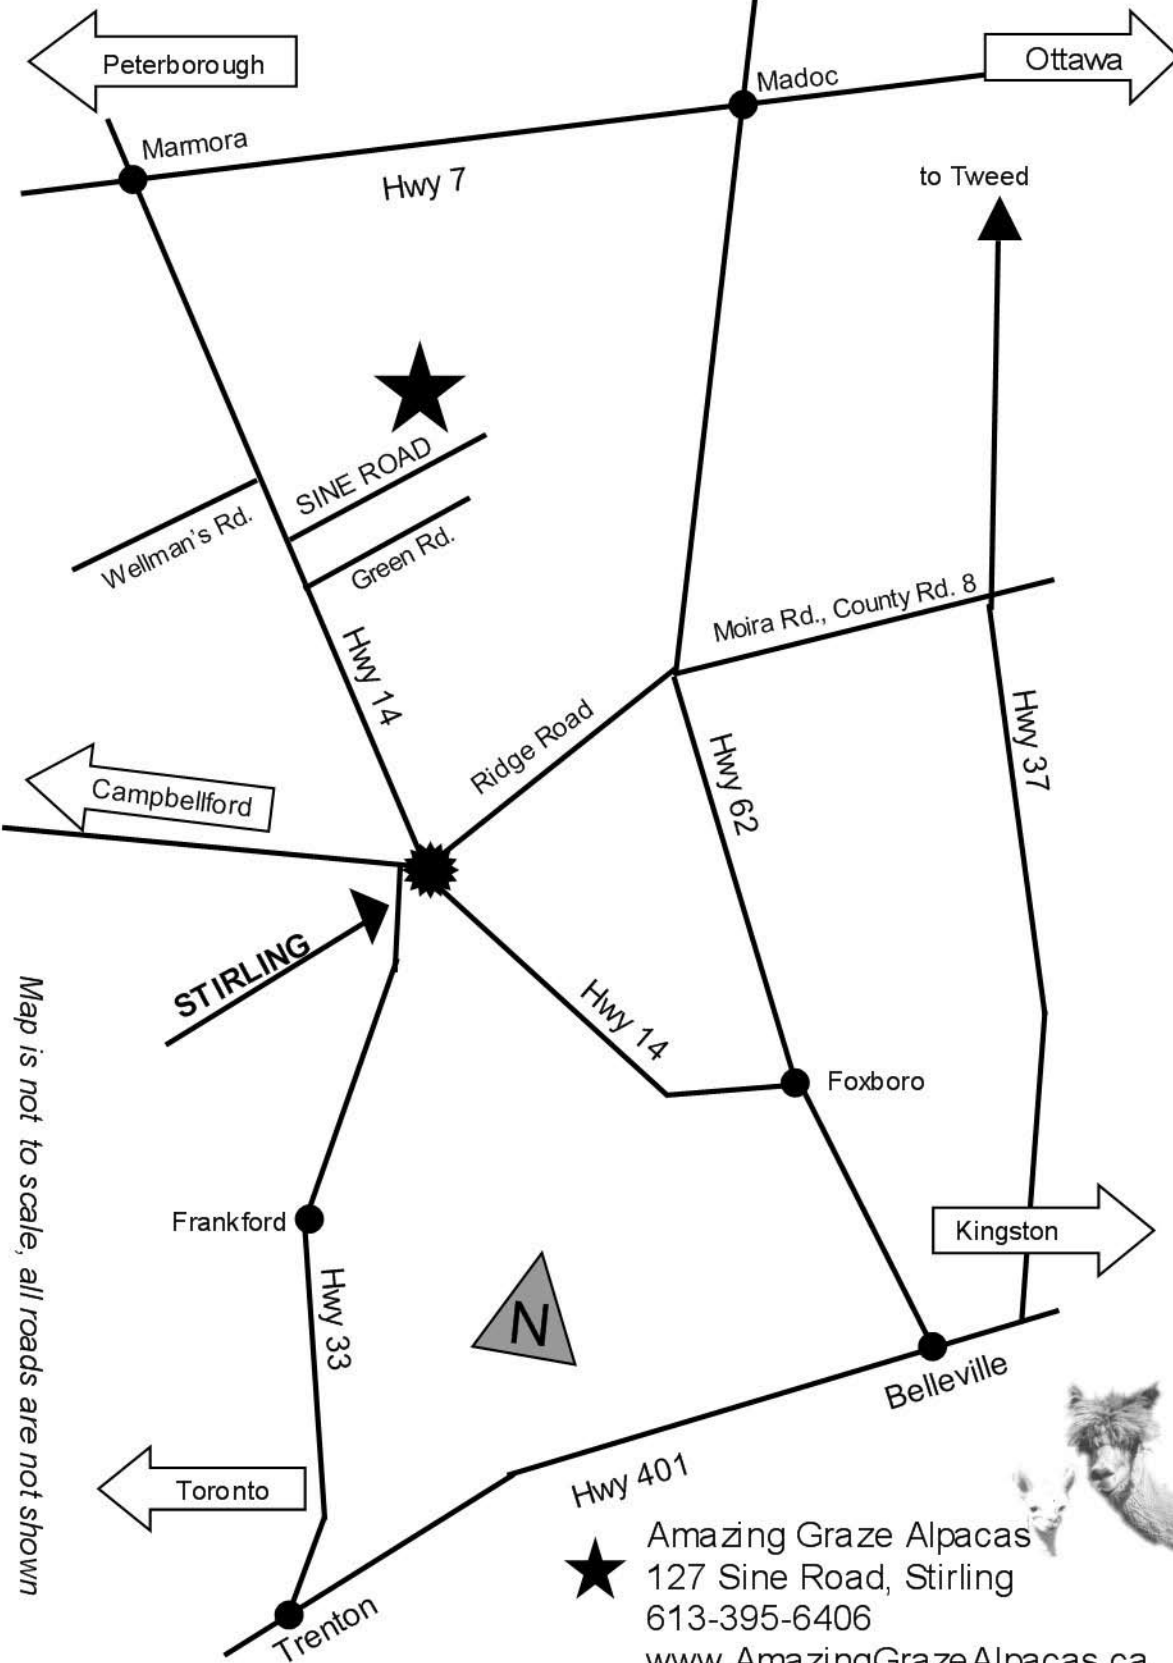 Peterborough
Ottawa
Madoc
Marmora
Hwy 7
to Tweed
SINE ROAD
Wellman's Rd.
Green Rd.
Moira Rd., County Rd. 8
Hwy 14
Ridge Road
Hwy 37
Hwy 62
Campbellford
STIRLING
Hwy 14
Foxboro
Map is not to scale, all roads are not shown
Frankford
Kingston
Hwy 33
N
Belleville
Toronto
Hwy 401
Trenton
Amazing Graze Alpacas
127 Sine Road, Stirling
613-395-6406
www.AmazingGrazeAlpacas.ca